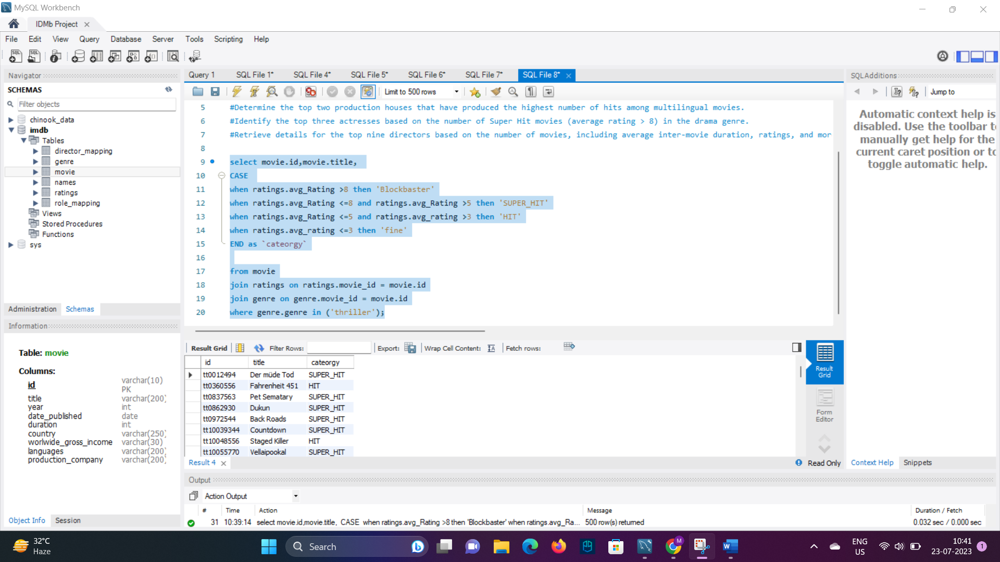 MySQL Workbench
IDMb Project
File Edit View Query Database Server Tools Scripting Help
Navigator
SCHEMAS
Filter objects
chinook_data
imdb
Tables
director_mapping
genre
movie
names
ratings
role_mapping
Views
Stored Procedures
Functions
sys
Administration Schemas
Information
Table: movie
Columns:
id varchar(10) PK
title varchar(200)
year int
date_published date
duration int
country varchar(250)
worlwide_gross_income varchar(30)
languages varchar(200)
production_company varchar(200)
Object Info Session
Query 1 SQL File 1* SQL File 4* SQL File 5* SQL File 6* SQL File 7* SQL File 8*
Limit to 500 rows
5 #Determine the top two production houses that have produced the highest number of hits among multilingual movies.
6 #Identify the top three actresses based on the number of Super Hit movies (average rating > 8) in the drama genre.
7 #Retrieve details for the top nine directors based on the number of movies, including average inter-movie duration, ratings, and mor
8
9 select movie.id,movie.title,
10 CASE
11 when ratings.avg_Rating >8 then 'Blockbaster'
12 when ratings.avg_Rating <=8 and ratings.avg_Rating >5 then 'SUPER_HIT'
13 when ratings.avg_Rating <=5 and ratings.avg_rating >3 then 'HIT'
14 when ratings.avg_rating <=3 then 'fine'
15 END as `cateorgy`
16
17 from movie
18 join ratings on ratings.movie_id = movie.id
19 join genre on genre.movie_id = movie.id
20 where genre.genre in ('thriller');
Result Grid Filter Rows: Export: Wrap Cell Content: Fetch rows:
id title cateorgy
tt0012494 Der müde Tod SUPER_HIT
tt0360556 Fahrenheit 451 HIT
tt0837563 Pet Sematary SUPER_HIT
tt0862930 Dukun SUPER_HIT
tt0972544 Back Roads SUPER_HIT
tt10039344 Countdown SUPER_HIT
tt10048556 Staged Killer HIT
tt10055770 Vellaipookal SUPER_HIT
Result 4
Read Only
Result
Grid
Form
Editor
SQLAdditions
Jump to
Automatic context help is
disabled. Use the toolbar t
manually get help for the
current caret position or to
toggle automatic help.
Context Help Snippets
Output
Action Output
# Time Action Message Duration / Fetch
31 10:39:14 select movie.id,movie.title, CASE when ratings.avg_Rating >8 then 'Blockbaster' when ratings.avg_Ra... 500 row(s) returned 0.032 sec / 0.000 sec
32°C
Haze
Search
M
W
ENG
US
10:41
23-07-2023
1